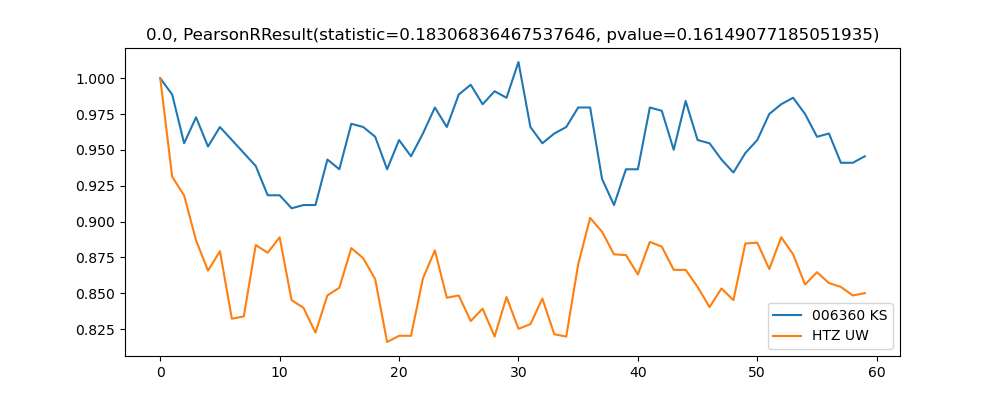 0.0, PearsonRResult(statistic=0.18306836467537646, pvalue=0.16149077185051935)
1.000
0.975
0.950
0.925
0.900
0.875
0.850
0.825
006360 KS
HTZ UW
0 10 20 30 40 50 60